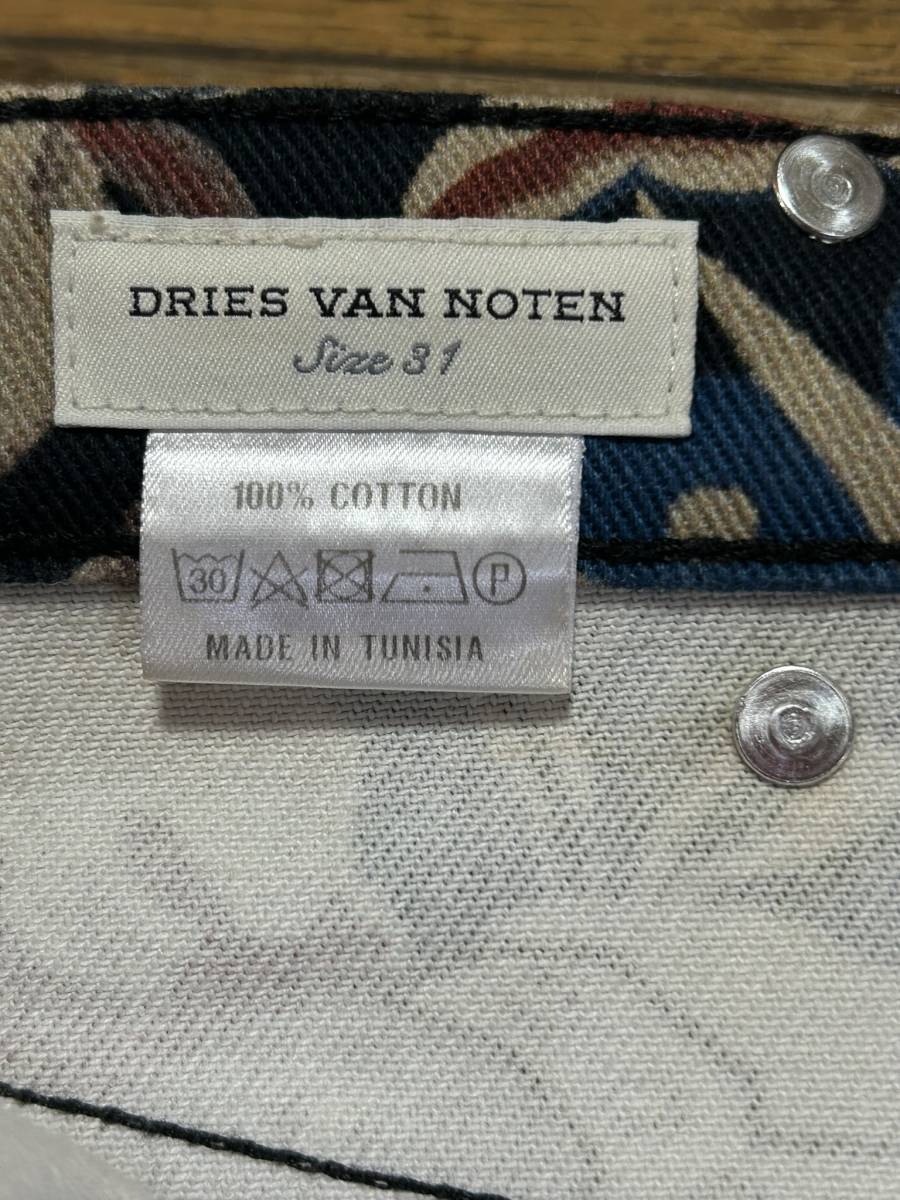 DRIES VAN NOTEN
Size 31
100% COTTON
30 P
MADE IN TUNISIA